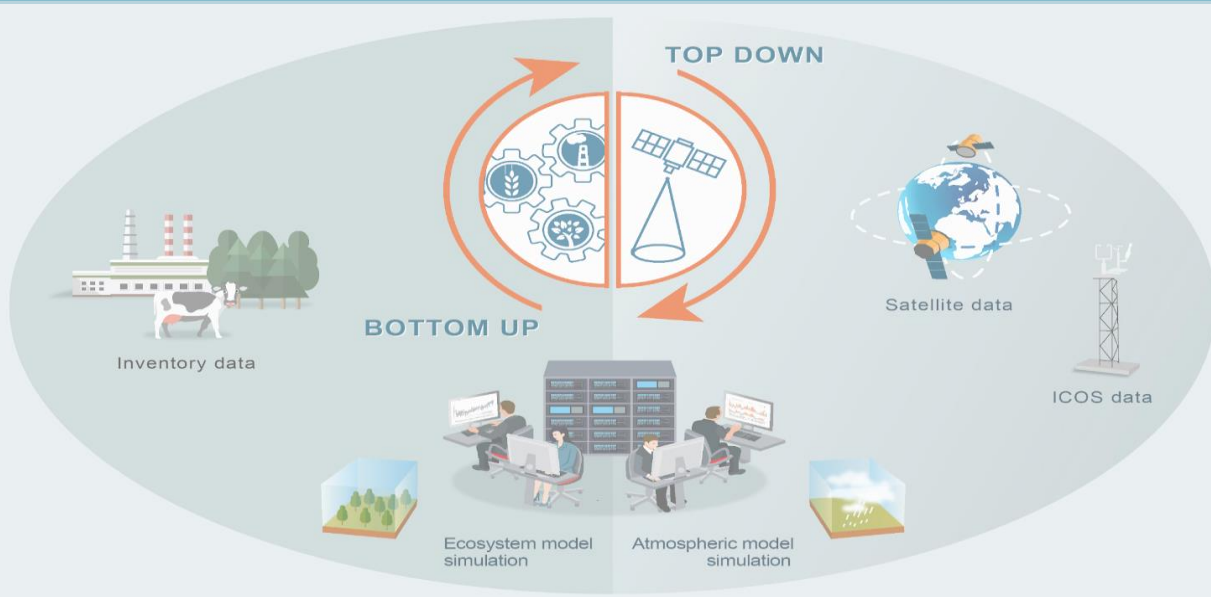 TOP DOWN
BOTTOM UP
Inventory data
Satellite data
ICOS data
Ecosystem model
simulation
Atmospheric model
simulation